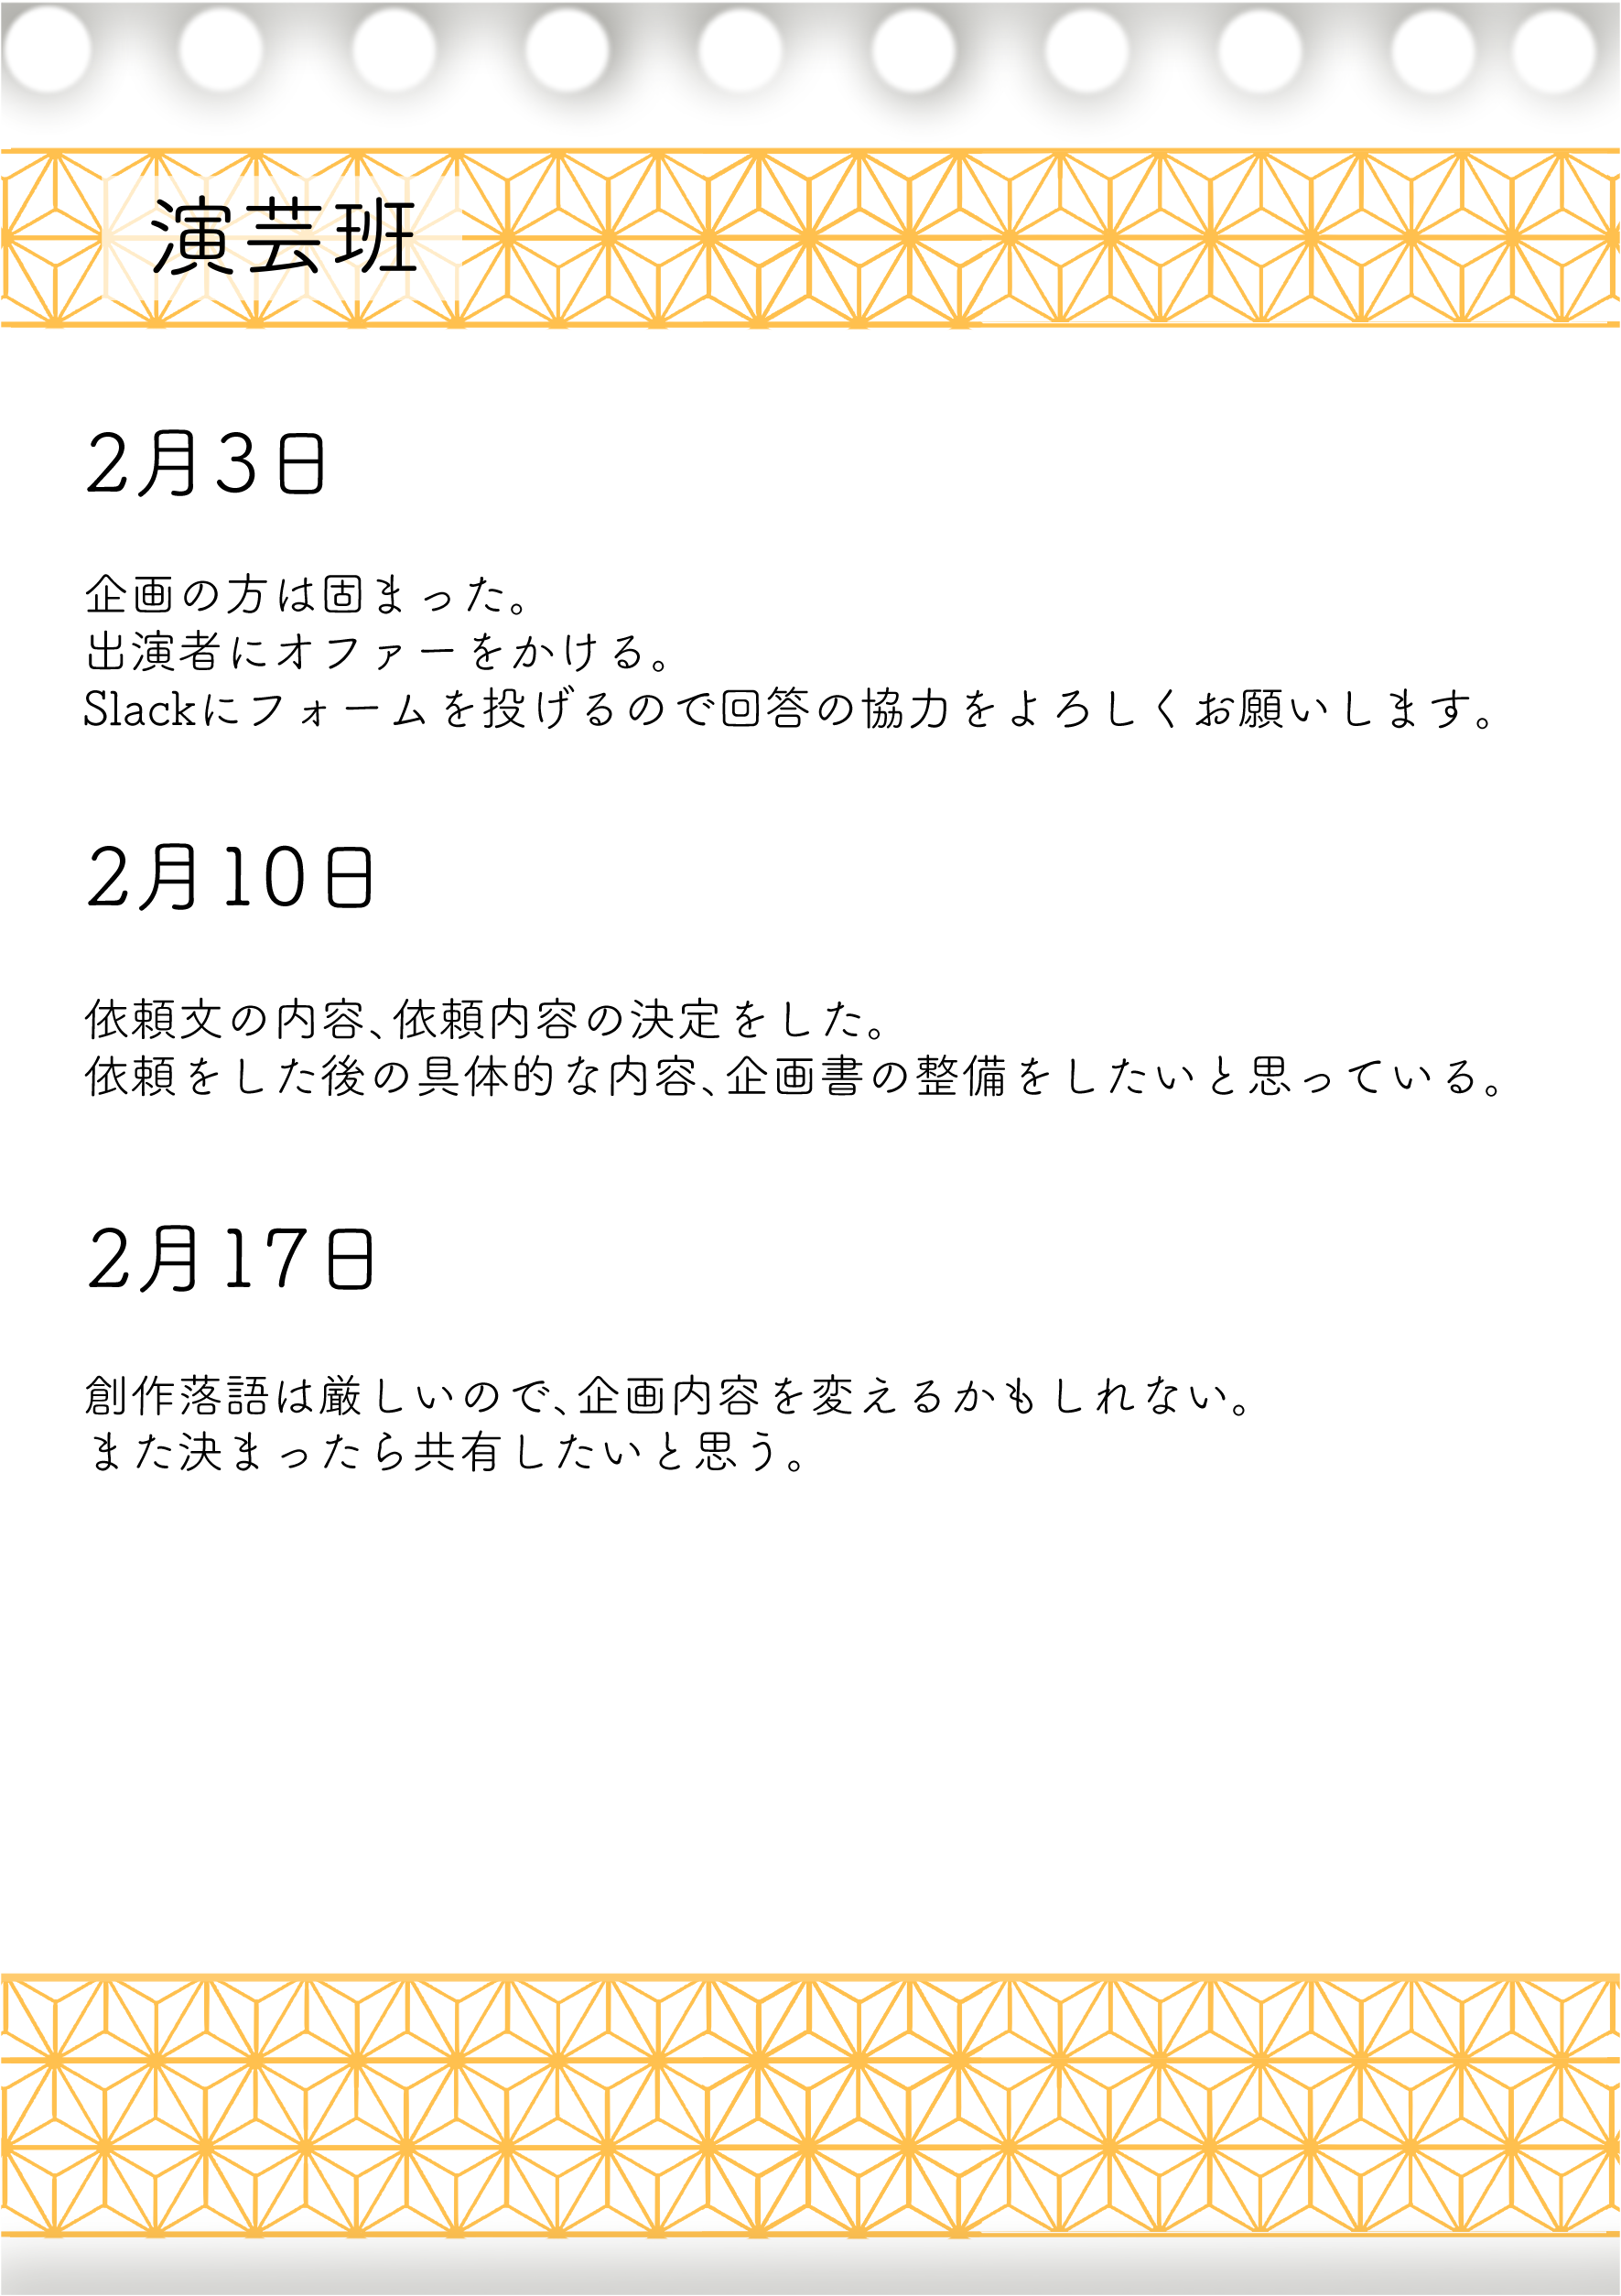 演芸班
2月3日
企画の方は固まった。
出演者にオファーをかける。
Slackにフォームを投げるので回答の協力をよろしくお願いします。
2月10日
依頼文の内容、依頼内容の決定をした。
依頼をした後の具体的な内容、企画書の整備をしたいと思っている。
2月17日
創作落語は厳しいので、企画内容を変えるかもしれない。
また決まったら共有したいと思う。